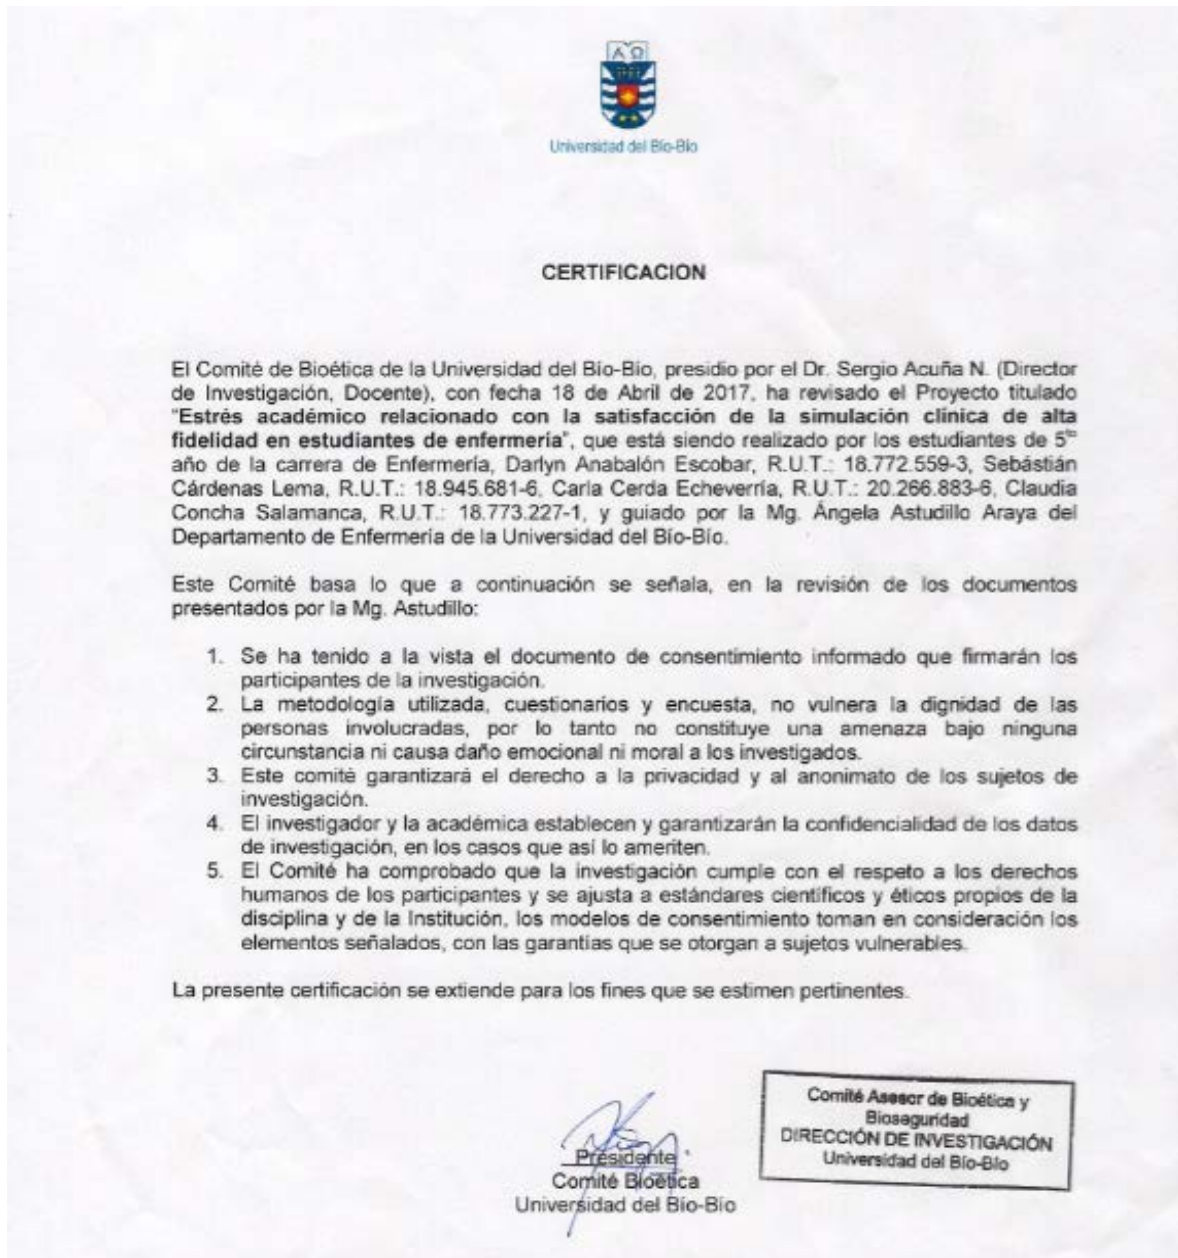 Α Ω
Universidad del Bío-Bío
CERTIFICACION
El Comité de Bioética de la Universidad del Bío-Bío, presidio por el Dr. Sergio Acuña N. (Director
de Investigación, Docente), con fecha 18 de Abril de 2017, ha revisado el Proyecto titulado
"Estrés académico relacionado con la satisfacción de la simulación clínica de alta
fidelidad en estudiantes de enfermería", que está siendo realizado por los estudiantes de 5to
año de la carrera de Enfermería, Darlyn Anabalón Escobar, R.U.T.: 18.772.559-3, Sebástián
Cárdenas Lema, R.U.T.: 18.945.681-6, Carla Cerda Echeverría, R.U.T.: 20.266.883-6, Claudia
Concha Salamanca, R.U.T.: 18.773.227-1, y guiado por la Mg. Ángela Astudillo Araya del
Departamento de Enfermería de la Universidad del Bío-Bío.
Este Comité basa lo que a continuación se señala, en la revisión de los documentos
presentados por la Mg. Astudillo:
1. Se ha tenido a la vista el documento de consentimiento informado que firmarán los
participantes de la investigación.
2. La metodología utilizada, cuestionarios y encuesta, no vulnera la dignidad de las
personas involucradas, por lo tanto no constituye una amenaza bajo ninguna
circunstancia ni causa daño emocional ni moral a los investigados.
3. Este comité garantizará el derecho a la privacidad y al anonimato de los sujetos de
investigación.
4. El investigador y la académica establecen y garantizarán la confidencialidad de los datos
de investigación, en los casos que así lo ameriten.
5. El Comité ha comprobado que la investigación cumple con el respeto a los derechos
humanos de los participantes y se ajusta a estándares científicos y éticos propios de la
disciplina y de la Institución, los modelos de consentimiento toman en consideración los
elementos señalados, con las garantías que se otorgan a sujetos vulnerables.
La presente certificación se extiende para los fines que se estimen pertinentes.
Presidente
Comité Bioética
Universidad del Bío-Bío
Comité Asesor de Bioética y
Bioseguridad
DIRECCIÓN DE INVESTIGACIÓN
Universidad del Bío-Bío